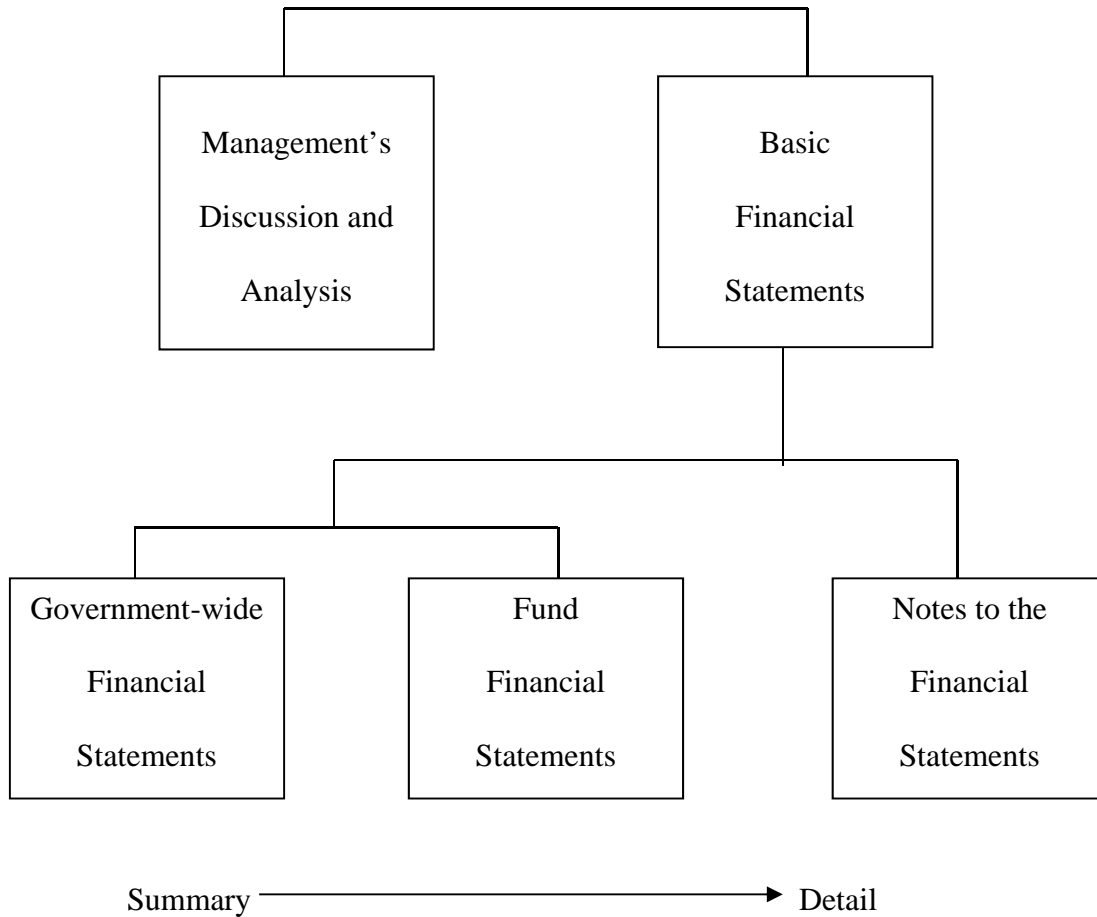 Management’s
Discussion and
Analysis
Basic
Financial
Statements
Government-wide
Financial
Statements
Fund
Financial
Statements
Notes to the
Financial
Statements
Summary
Detail